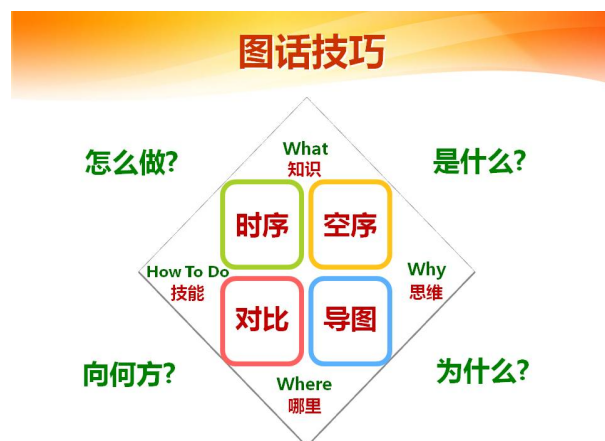 图话技巧
怎么做?
What
知识
是什么?
时序
空序
How To Do
技能
Why
思维
对比
导图
向何方?
Where
哪里
为什么?